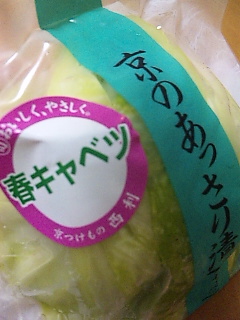 京のあっさり漬
おいしく、やさしく。
春キャベツ
京つけもの 西利